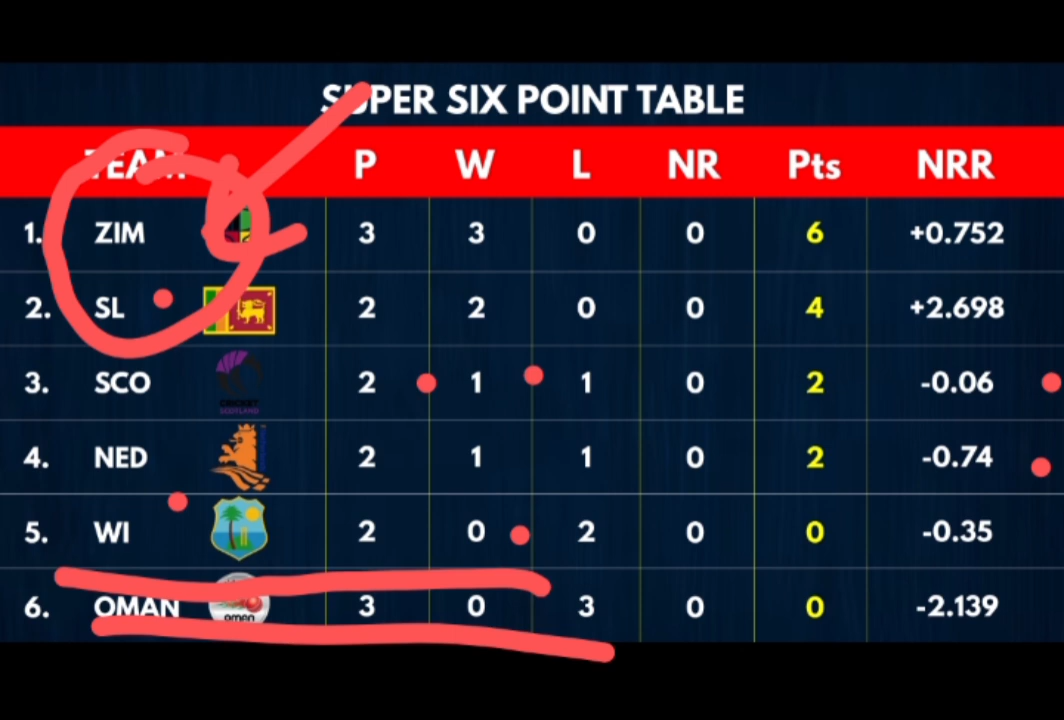 SUPER SIX POINT TABLE
TEAM P W L NR Pts NRR
1. ZIM 3 3 0 0 6 +0.752
2. SL 2 2 0 0 4 +2.698
3. SCO CRICKET SCOTLAND 2 1 1 0 2 -0.06
4. NED 2 1 1 0 2 -0.74
5. WI 2 0 2 0 0 -0.35
6. OMAN oman 3 0 3 0 0 -2.139